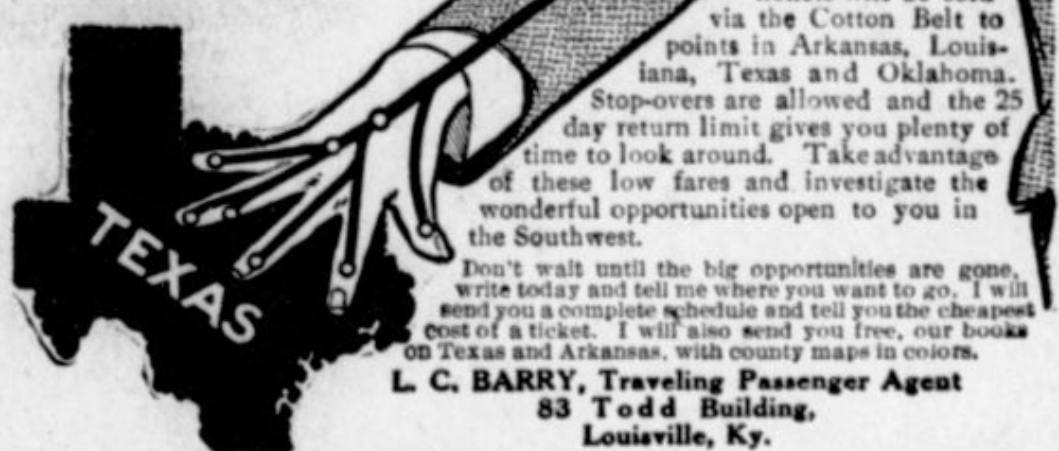 via the Cotton Belt to
points in Arkansas, Louis-
iana, Texas and Oklahoma.
Stop-overs are allowed and the 25
day return limit gives you plenty of
time to look around. Take advantage
of these low fares and investigate the
wonderful opportunities open to you in
the Southwest.
Don't wait until the big opportunities are gone,
write today and tell me where you want to go. I will
send you a complete schedule and tell you the cheapest
cost of a ticket. I will also send you free, our books
on Texas and Arkansas, with county maps in colors.
L. C. BARRY, Traveling Passenger Agent
83 Todd Building,
Louisville, Ky.
TEXAS